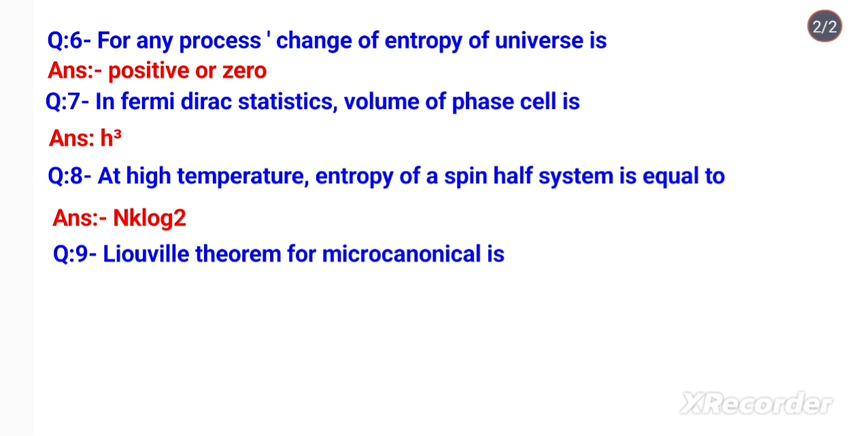 2/2
Q:6- For any process ' change of entropy of universe is
Ans:- positive or zero
Q:7- In fermi dirac statistics, volume of phase cell is
Ans: h³
Q:8- At high temperature, entropy of a spin half system is equal to
Ans:- Nklog2
Q:9- Liouville theorem for microcanonical is
XRecorder